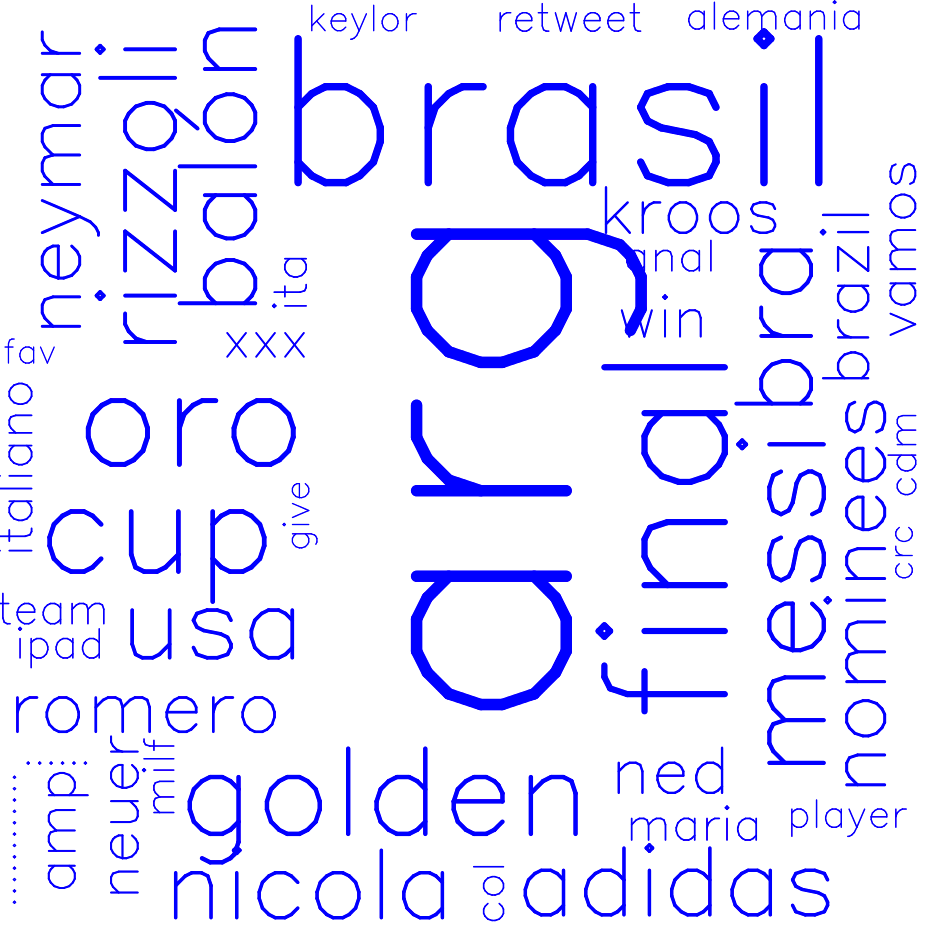 keylor
retweet
alemania
neymar
rizzoli
balón
brasil
kroos
anal
vamos
brazil
bra
ita
win
xxx
fav
arg
italiano
oro
final
messi
nominees
cdm
crc
cup
give
team
ipad
usa
romero
..........
......
amp
neuer
milf
golden
ned
maria
player
nicola
col
adidas